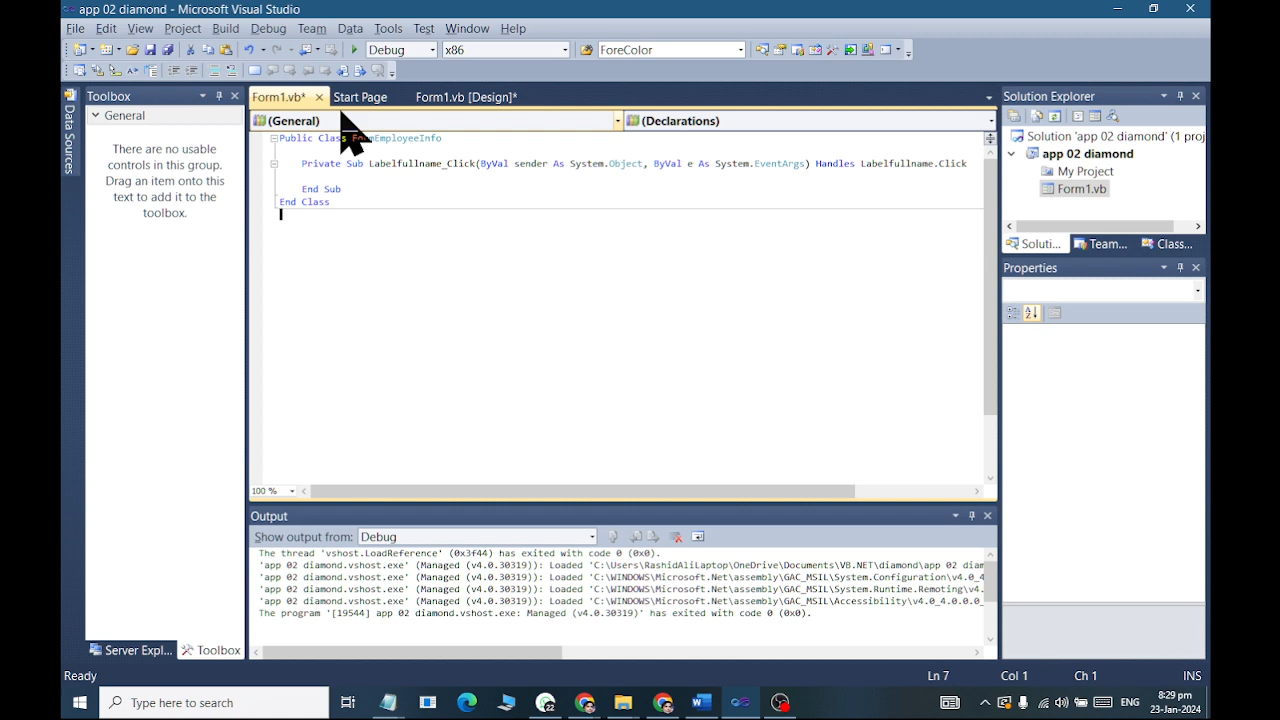 app 02 diamond - Microsoft Visual Studio
File Edit View Project Build Debug Team Data Tools Test Window Help
Debug x86 ForeColor
Data Sources
Toolbox
General
There are no usable
controls in this group.
Drag an item onto this
text to add it to the
toolbox.
Server Expl... Toolbox
Form1.vb* Start Page Form1.vb [Design]*
(General) (Declarations)
Public Class FormEmployeeInfo
Private Sub Labelfullname_Click(ByVal sender As System.Object, ByVal e As System.EventArgs) Handles Labelfullname.Click
End Sub
End Class
100 %
Output
Show output from: Debug
The thread 'vshost.LoadReference' (0x3f44) has exited with code 0 (0x0).
'app 02 diamond.vshost.exe' (Managed (v4.0.30319)): Loaded 'C:\Users\RashidAliLaptop\OneDrive\Documents\VB.NET\diamond\app 02 diam
'app 02 diamond.vshost.exe' (Managed (v4.0.30319)): Loaded 'C:\WINDOWS\Microsoft.Net\assembly\GAC_MSIL\System.Configuration\v4.0_4
'app 02 diamond.vshost.exe' (Managed (v4.0.30319)): Loaded 'C:\WINDOWS\Microsoft.Net\assembly\GAC_MSIL\System.Runtime.Remoting\v4.
'app 02 diamond.vshost.exe' (Managed (v4.0.30319)): Loaded 'C:\WINDOWS\Microsoft.Net\assembly\GAC_MSIL\Accessibility\v4.0_4.0.0.0_
The program '[19544] app 02 diamond.vshost.exe: Managed (v4.0.30319)' has exited with code 0 (0x0).
Solution Explorer
Solution 'app 02 diamond' (1 proj
app 02 diamond
My Project
Form1.vb
Soluti... Team... Class...
Properties
Ready Ln 7 Col 1 Ch 1 INS
Type here to search
ENG
8:29 pm
23-Jan-2024